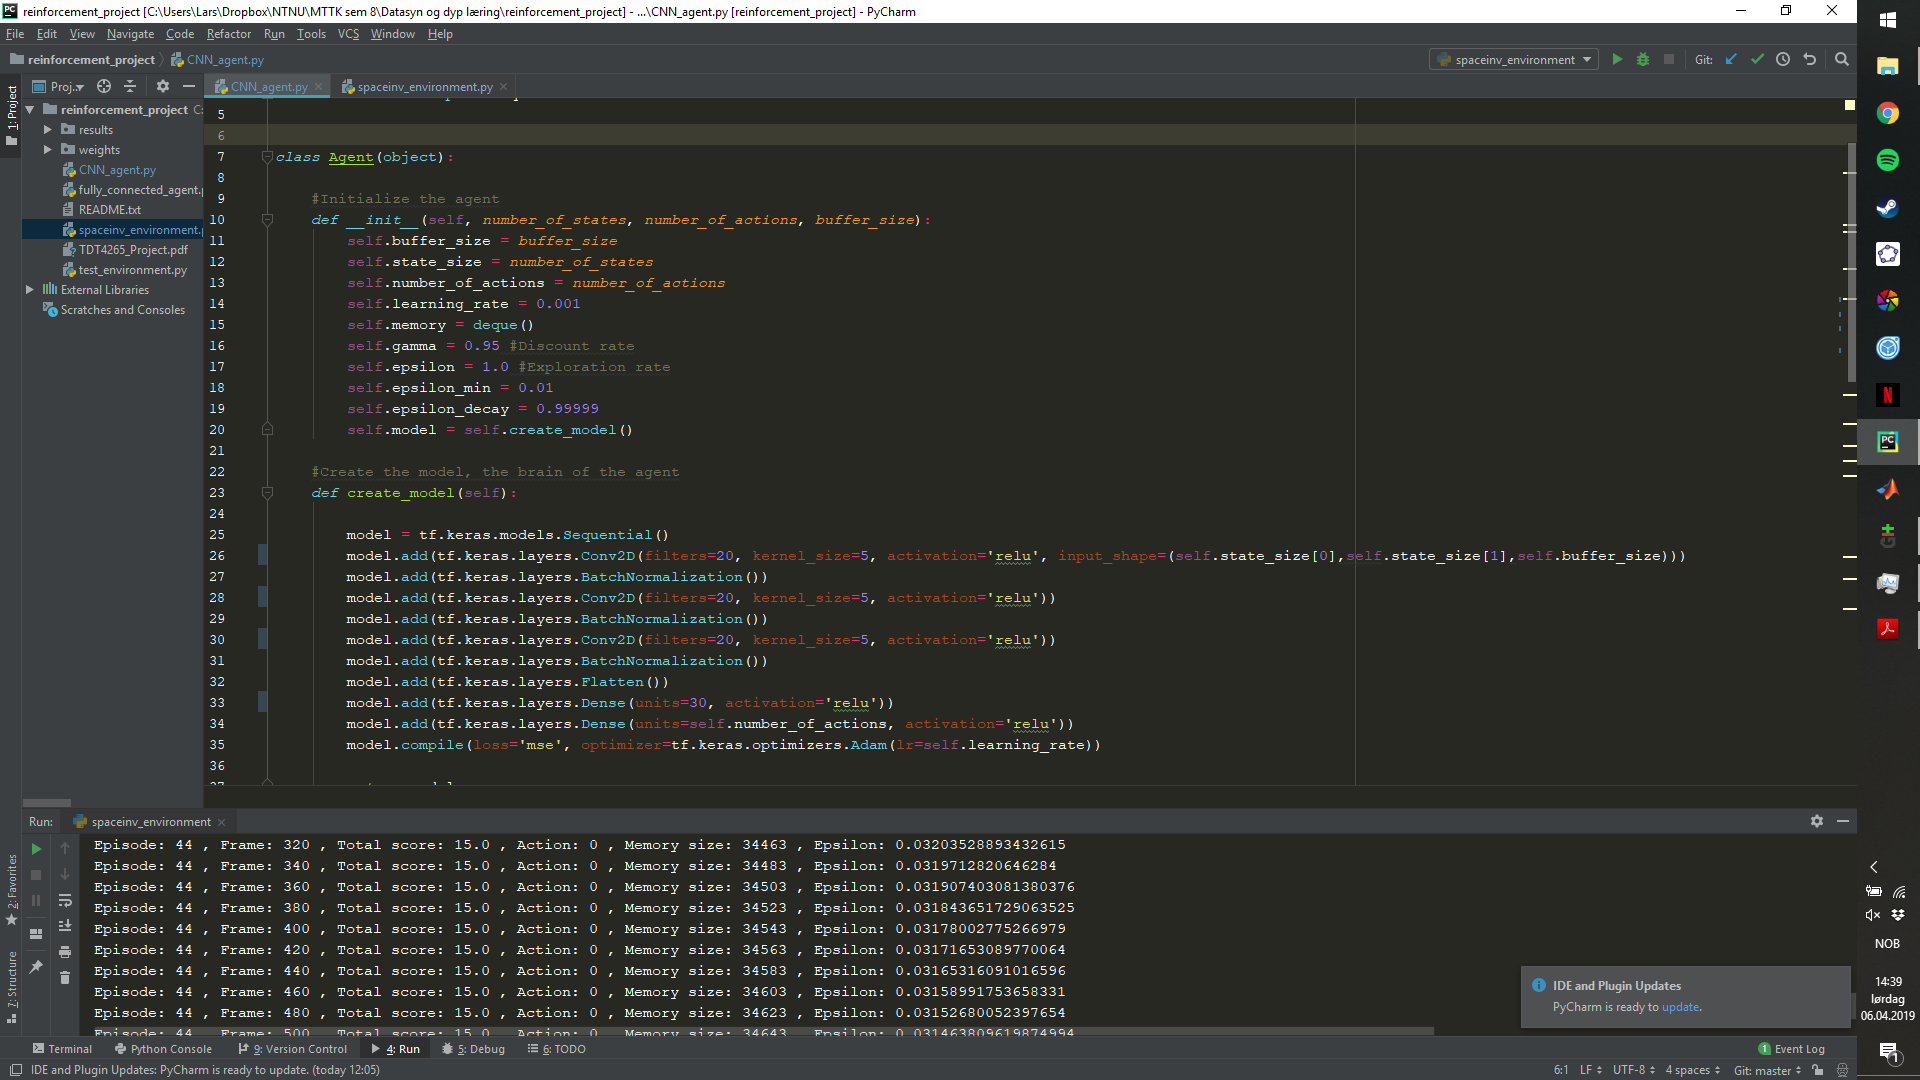 reinforcement_project [C:\Users\Lars\Dropbox\NTNU\MTTK sem 8\Datasyn og dyp læring\reinforcement_project] - ...\CNN_agent.py [reinforcement_project] - PyCharm
File Edit View Navigate Code Refactor Run Tools VCS Window Help
reinforcement_project CNN_agent.py
spaceinv_environment Git:
Proj..
CNN_agent.py spaceinv_environment.py
1: Project
reinforcement_project C:
results
weights
CNN_agent.py
fully_connected_agent.p
README.txt
spaceinv_environment.p
TDT4265_Project.pdf
test_environment.py
External Libraries
Scratches and Consoles
5
6
7 class Agent(object):
8
9 #Initialize the agent
10 def __init__(self, number_of_states, number_of_actions, buffer_size):
11 self.buffer_size = buffer_size
12 self.state_size = number_of_states
13 self.number_of_actions = number_of_actions
14 self.learning_rate = 0.001
15 self.memory = deque()
16 self.gamma = 0.95 #Discount rate
17 self.epsilon = 1.0 #Exploration rate
18 self.epsilon_min = 0.01
19 self.epsilon_decay = 0.99999
20 self.model = self.create_model()
21
22 #Create the model, the brain of the agent
23 def create_model(self):
24
25 model = tf.keras.models.Sequential()
26 model.add(tf.keras.layers.Conv2D(filters=20, kernel_size=5, activation='relu', input_shape=(self.state_size[0],self.state_size[1],self.buffer_size)))
27 model.add(tf.keras.layers.BatchNormalization())
28 model.add(tf.keras.layers.Conv2D(filters=20, kernel_size=5, activation='relu'))
29 model.add(tf.keras.layers.BatchNormalization())
30 model.add(tf.keras.layers.Conv2D(filters=20, kernel_size=5, activation='relu'))
31 model.add(tf.keras.layers.BatchNormalization())
32 model.add(tf.keras.layers.Flatten())
33 model.add(tf.keras.layers.Dense(units=30, activation='relu'))
34 model.add(tf.keras.layers.Dense(units=self.number_of_actions, activation='relu'))
35 model.compile(loss='mse', optimizer=tf.keras.optimizers.Adam(lr=self.learning_rate))
36
Run: spaceinv_environment
Episode: 44 , Frame: 320 , Total score: 15.0 , Action: 0 , Memory size: 34463 , Epsilon: 0.03203528893432615
Episode: 44 , Frame: 340 , Total score: 15.0 , Action: 0 , Memory size: 34483 , Epsilon: 0.0319712820646284
Episode: 44 , Frame: 360 , Total score: 15.0 , Action: 0 , Memory size: 34503 , Epsilon: 0.031907403081380376
Episode: 44 , Frame: 380 , Total score: 15.0 , Action: 0 , Memory size: 34523 , Epsilon: 0.031843651729063525
Episode: 44 , Frame: 400 , Total score: 15.0 , Action: 0 , Memory size: 34543 , Epsilon: 0.03178002775266979
Episode: 44 , Frame: 420 , Total score: 15.0 , Action: 0 , Memory size: 34563 , Epsilon: 0.03171653089770064
Episode: 44 , Frame: 440 , Total score: 15.0 , Action: 0 , Memory size: 34583 , Epsilon: 0.03165316091016596
Episode: 44 , Frame: 460 , Total score: 15.0 , Action: 0 , Memory size: 34603 , Epsilon: 0.03158991753658331
Episode: 44 , Frame: 480 , Total score: 15.0 , Action: 0 , Memory size: 34623 , Epsilon: 0.03152680052397654
Episode: 44 , Frame: 500 , Total score: 15.0 , Action: 0 , Memory size: 34643 , Epsilon: 0.031463809619874994
2: Favorites
7: Structure
IDE and Plugin Updates
PyCharm is ready to update.
Terminal Python Console 9: Version Control 4: Run 5: Debug 6: TODO
1 Event Log
IDE and Plugin Updates: PyCharm is ready to update. (today 12:05)
6:1 LF UTF-8 4 spaces Git: master
NOB
14:39
lørdag
06.04.2019
1